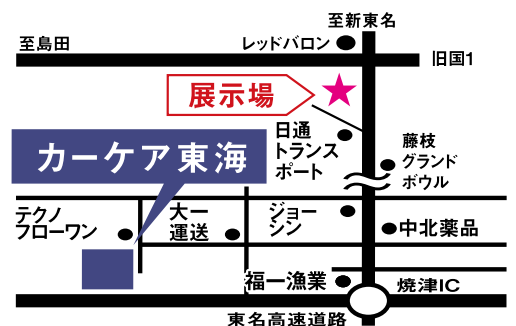 至新東名
至島田
レッドバロン
旧国1
展示場
日通
トランス
ポート
藤枝
グランド
ボウル
カーケア東海
テクノ
フローワン
大一
運送
ジョー
シン
中北薬品
福一漁業
焼津IC
東名高速道路